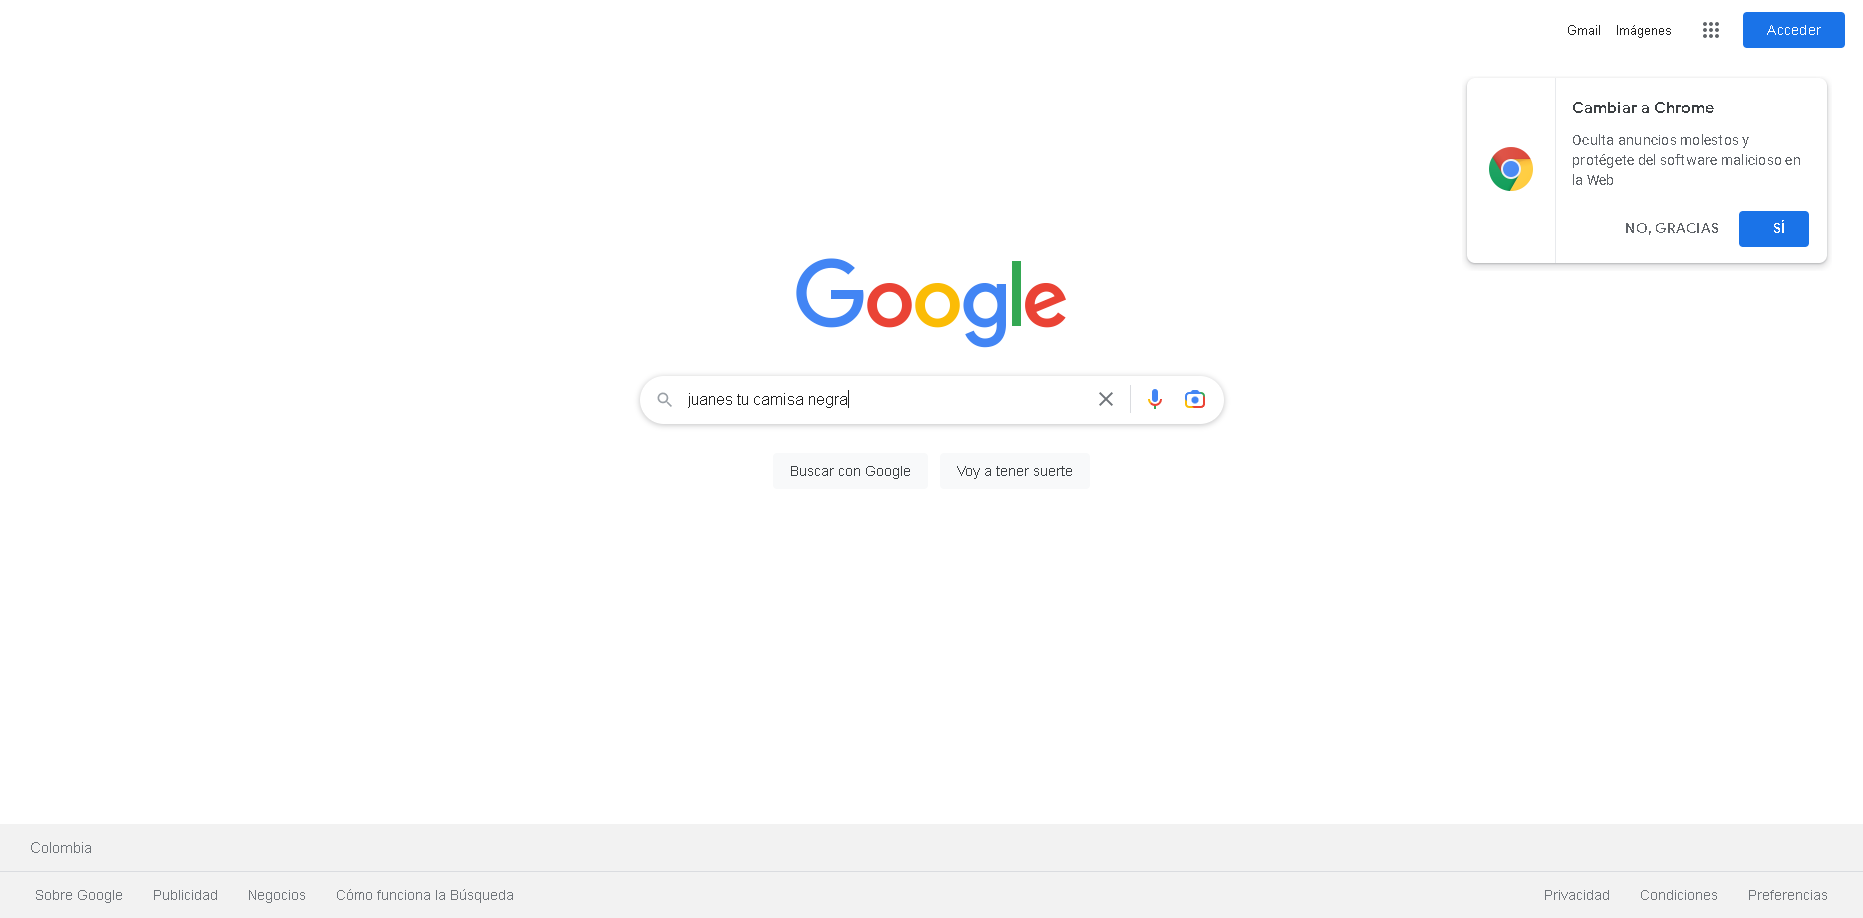 Gmail Imágenes Acceder
Cambiar a Chrome
Oculta anuncios molestos y
protégete del software malicioso en
la Web
NO, GRACIAS SÍ
Google
juanes tu camisa negra
Buscar con Google Voy a tener suerte
Colombia
Sobre Google Publicidad Negocios Cómo funciona la Búsqueda Privacidad Condiciones Preferencias